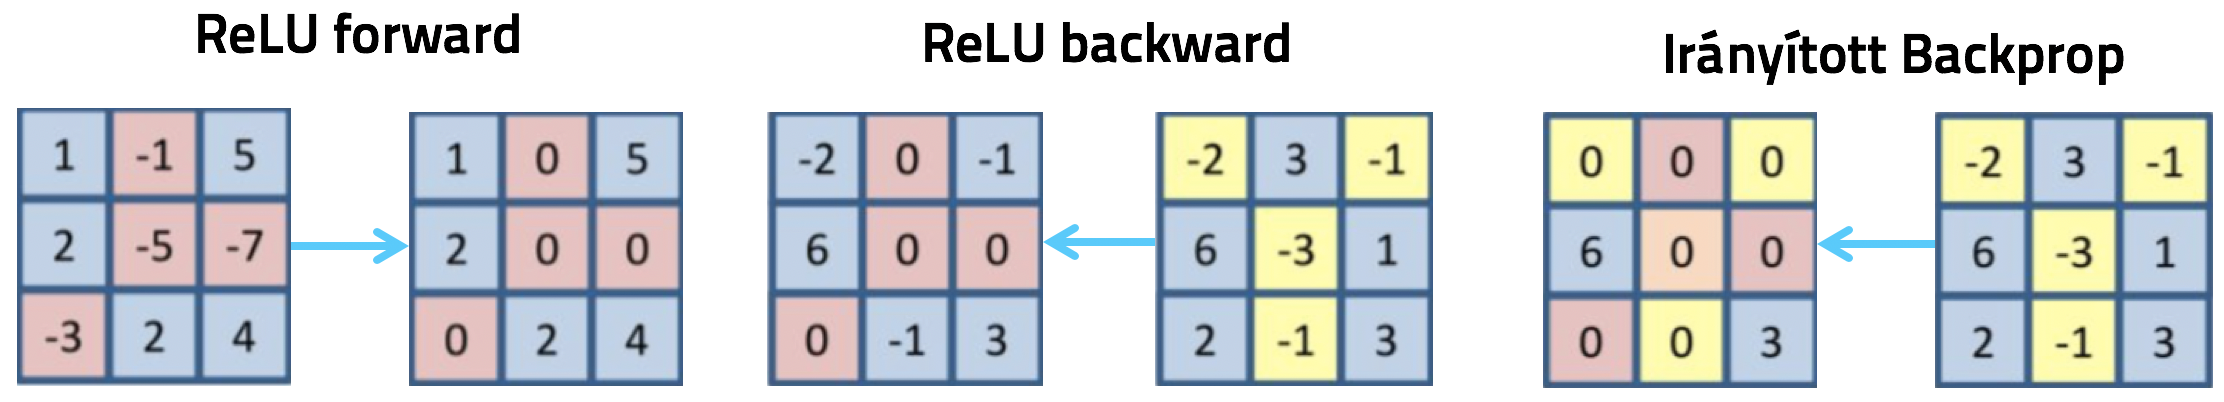 ReLU forward
1 -1 5
2 -5 -7
-3 2 4
1 0 5
2 0 0
0 2 4
ReLU backward
-2 0 -1
6 0 0
0 -1 3
-2 3 -1
6 -3 1
2 -1 3
Irányított Backprop
0 0 0
6 0 0
0 0 3
-2 3 -1
6 -3 1
2 -1 3